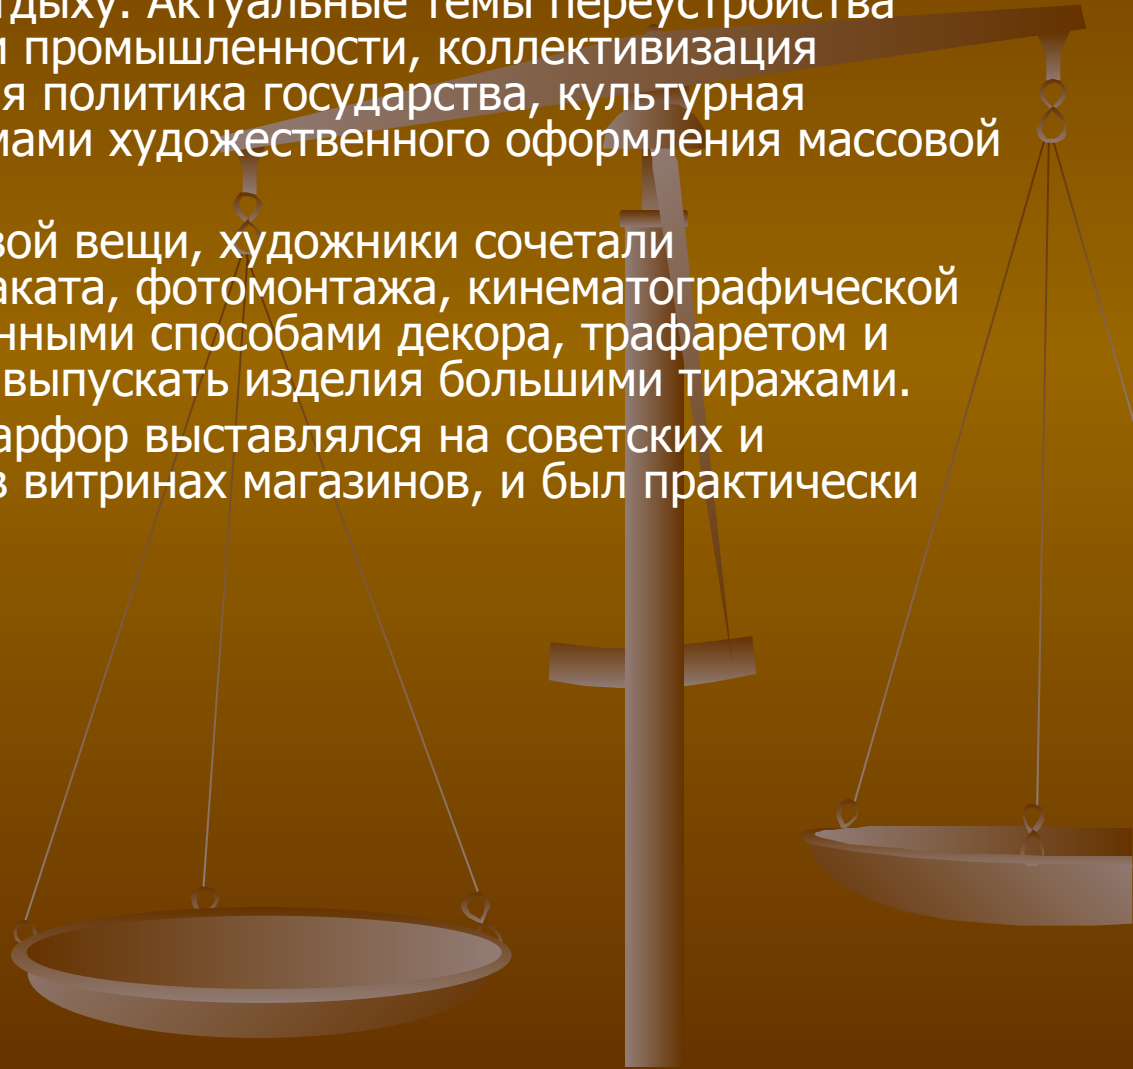 тдыху. Актуальные темы переустройства
и промышленности, коллективизация
я политика государства, культурная
мами художественного оформления массовой
вой вещи, художники сочетали
аката, фотомонтажа, кинематографической
нными способами декора, трафаретом и
выпускать изделия большими тиражами.
арфор выставлялся на советских и
в витринах магазинов, и был практически